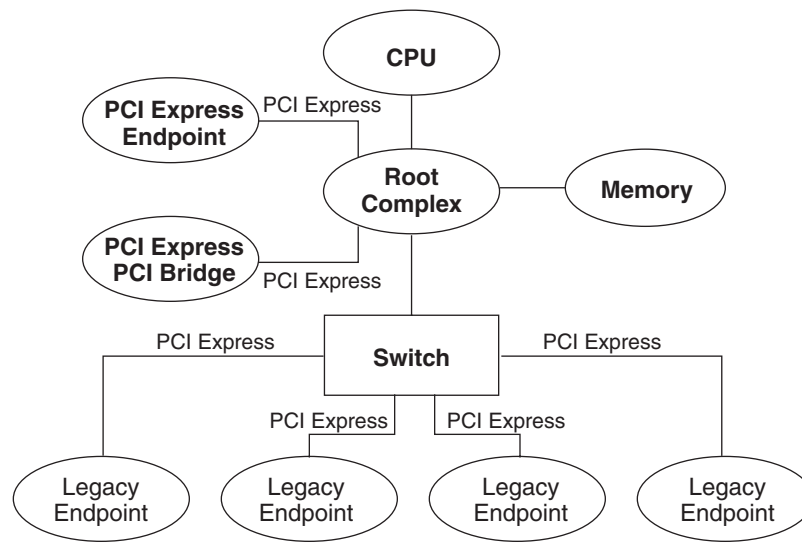 CPU
PCI Express
Endpoint
PCI Express
Root
Complex
Memory
PCI Express
PCI Bridge
PCI Express
PCI Express
Switch
PCI Express
PCI Express
PCI Express
Legacy
Endpoint
Legacy
Endpoint
Legacy
Endpoint
Legacy
Endpoint